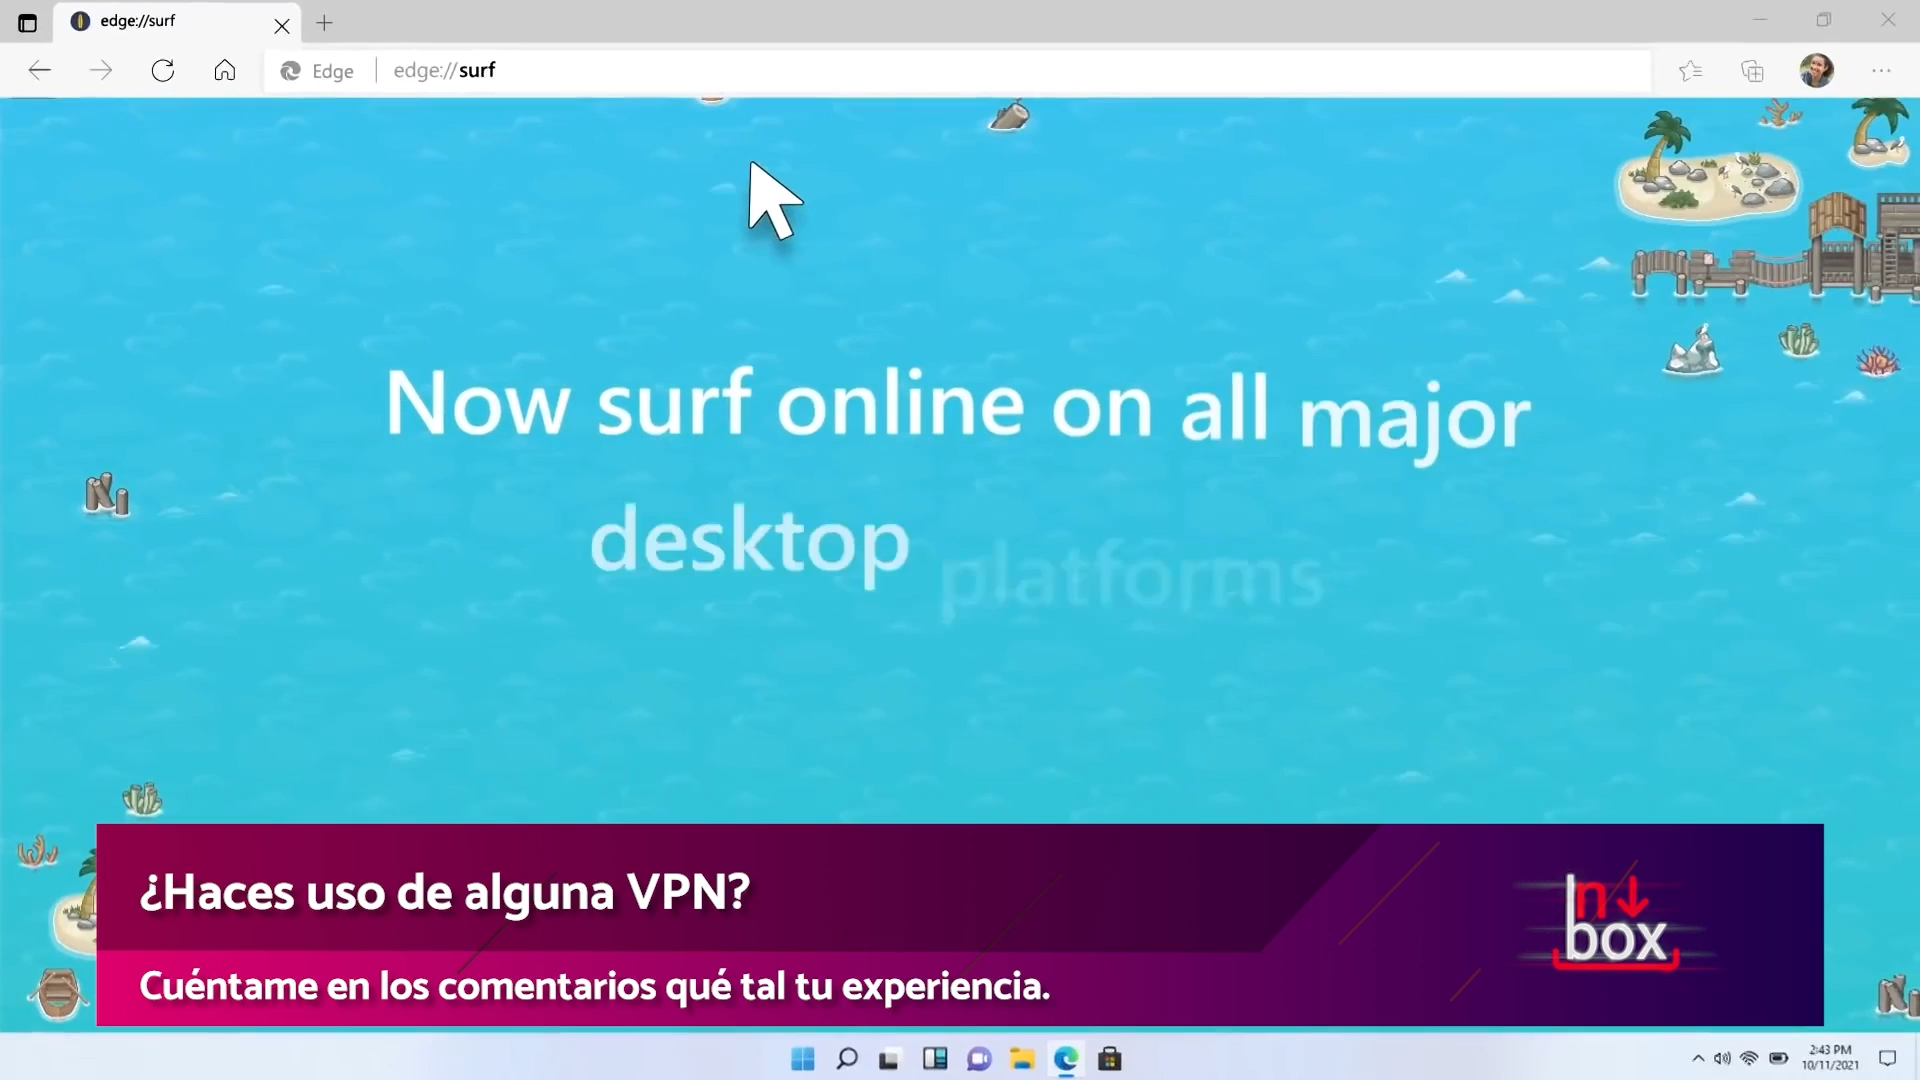 edge://surf
Edge
edge://surf
Now surf online on all major
desktop platforms
¿Haces uso de alguna VPN?
Cuéntame en los comentarios qué tal tu experiencia.
In
box
2:43 PM
10/11/2021